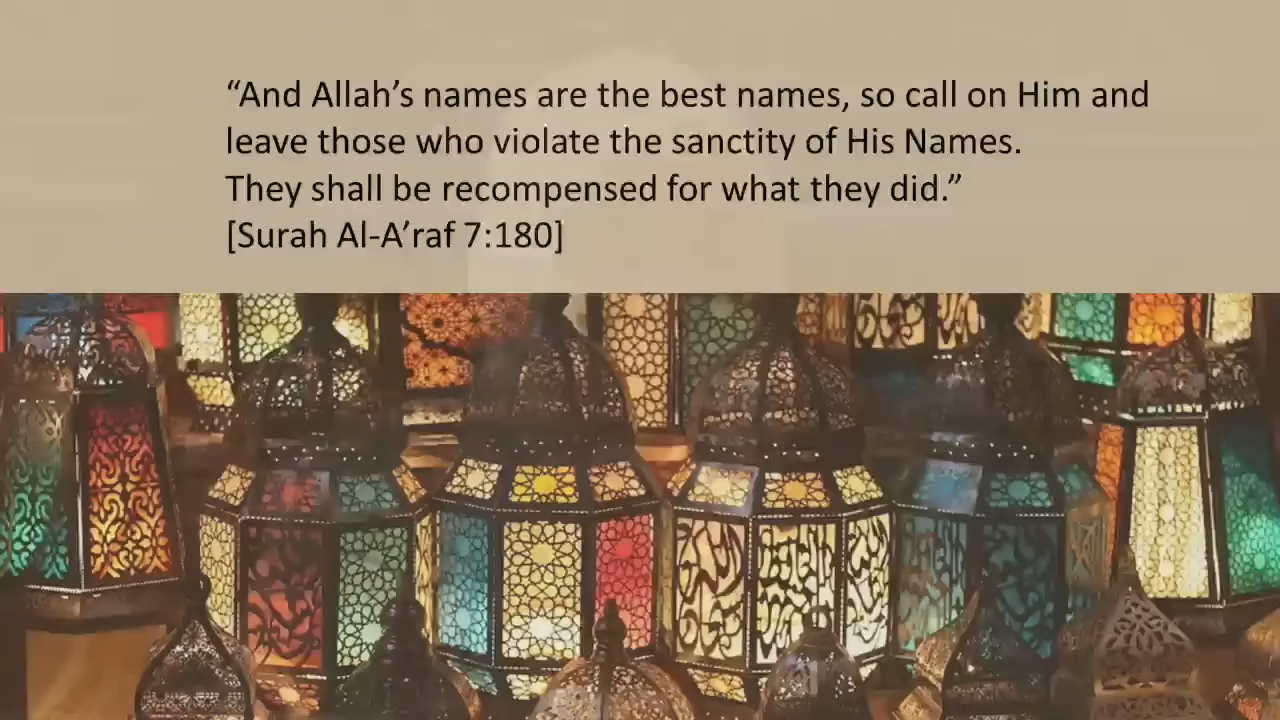 “And Allah’s names are the best names, so call on Him and
leave those who violate the sanctity of His Names.
They shall be recompensed for what they did.”
[Surah Al-A’raf 7:180]